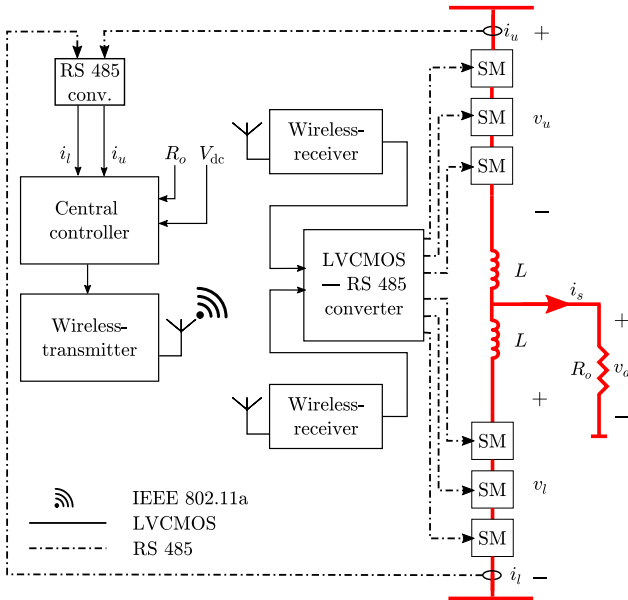 i_u
+
RS 485
conv.
SM
SM
v_u
SM
i_l
i_u
R_o
V_dc
Wireless-
receiver
Central
controller
−
LVCMOS
— RS 485
converter
L
i_s
Wireless-
transmitter
L
+
R_o
v_o
−
+
Wireless-
receiver
SM
SM
v_l
SM
IEEE 802.11a
LVCMOS
RS 485
i_l
−